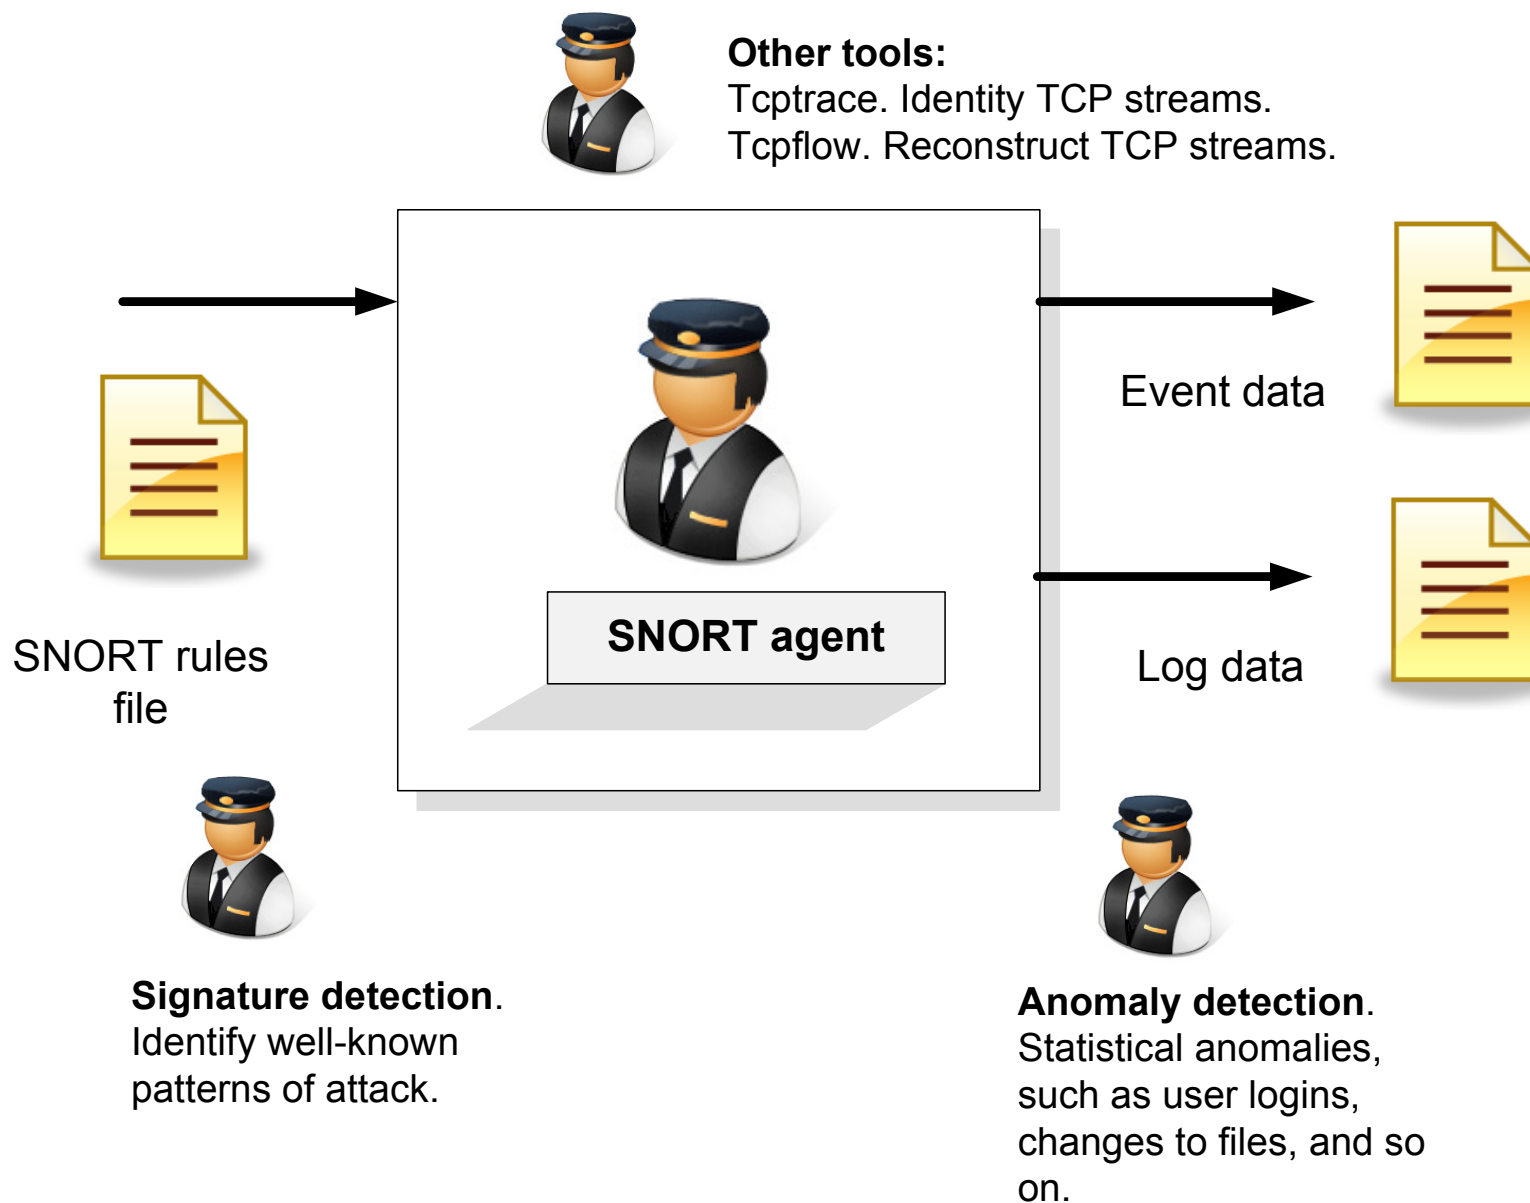 Other tools:
Tcptrace. Identity TCP streams.
Tcpflow. Reconstruct TCP streams.
Event data
SNORT agent
SNORT rules
file
Log data
Signature detection.
Identify well-known
patterns of attack.
Anomaly detection.
Statistical anomalies,
such as user logins,
changes to files, and so
on.